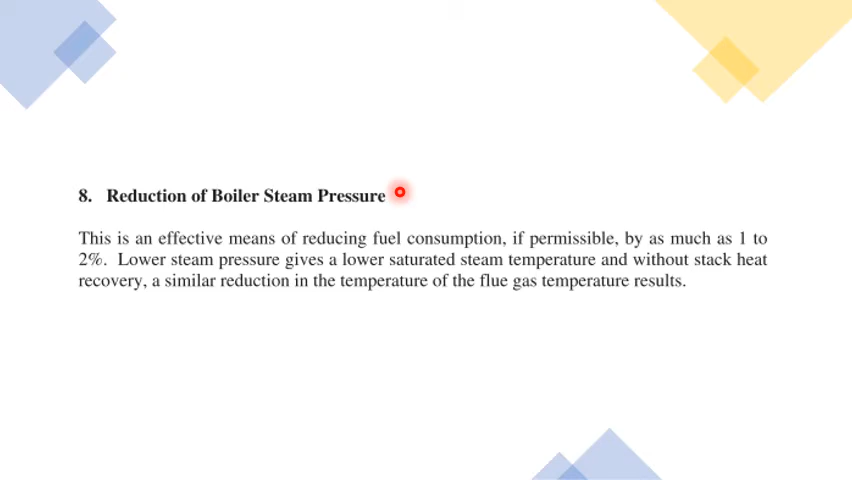 8. Reduction of Boiler Steam Pressure
This is an effective means of reducing fuel consumption, if permissible, by as much as 1 to
2%. Lower steam pressure gives a lower saturated steam temperature and without stack heat
recovery, a similar reduction in the temperature of the flue gas temperature results.